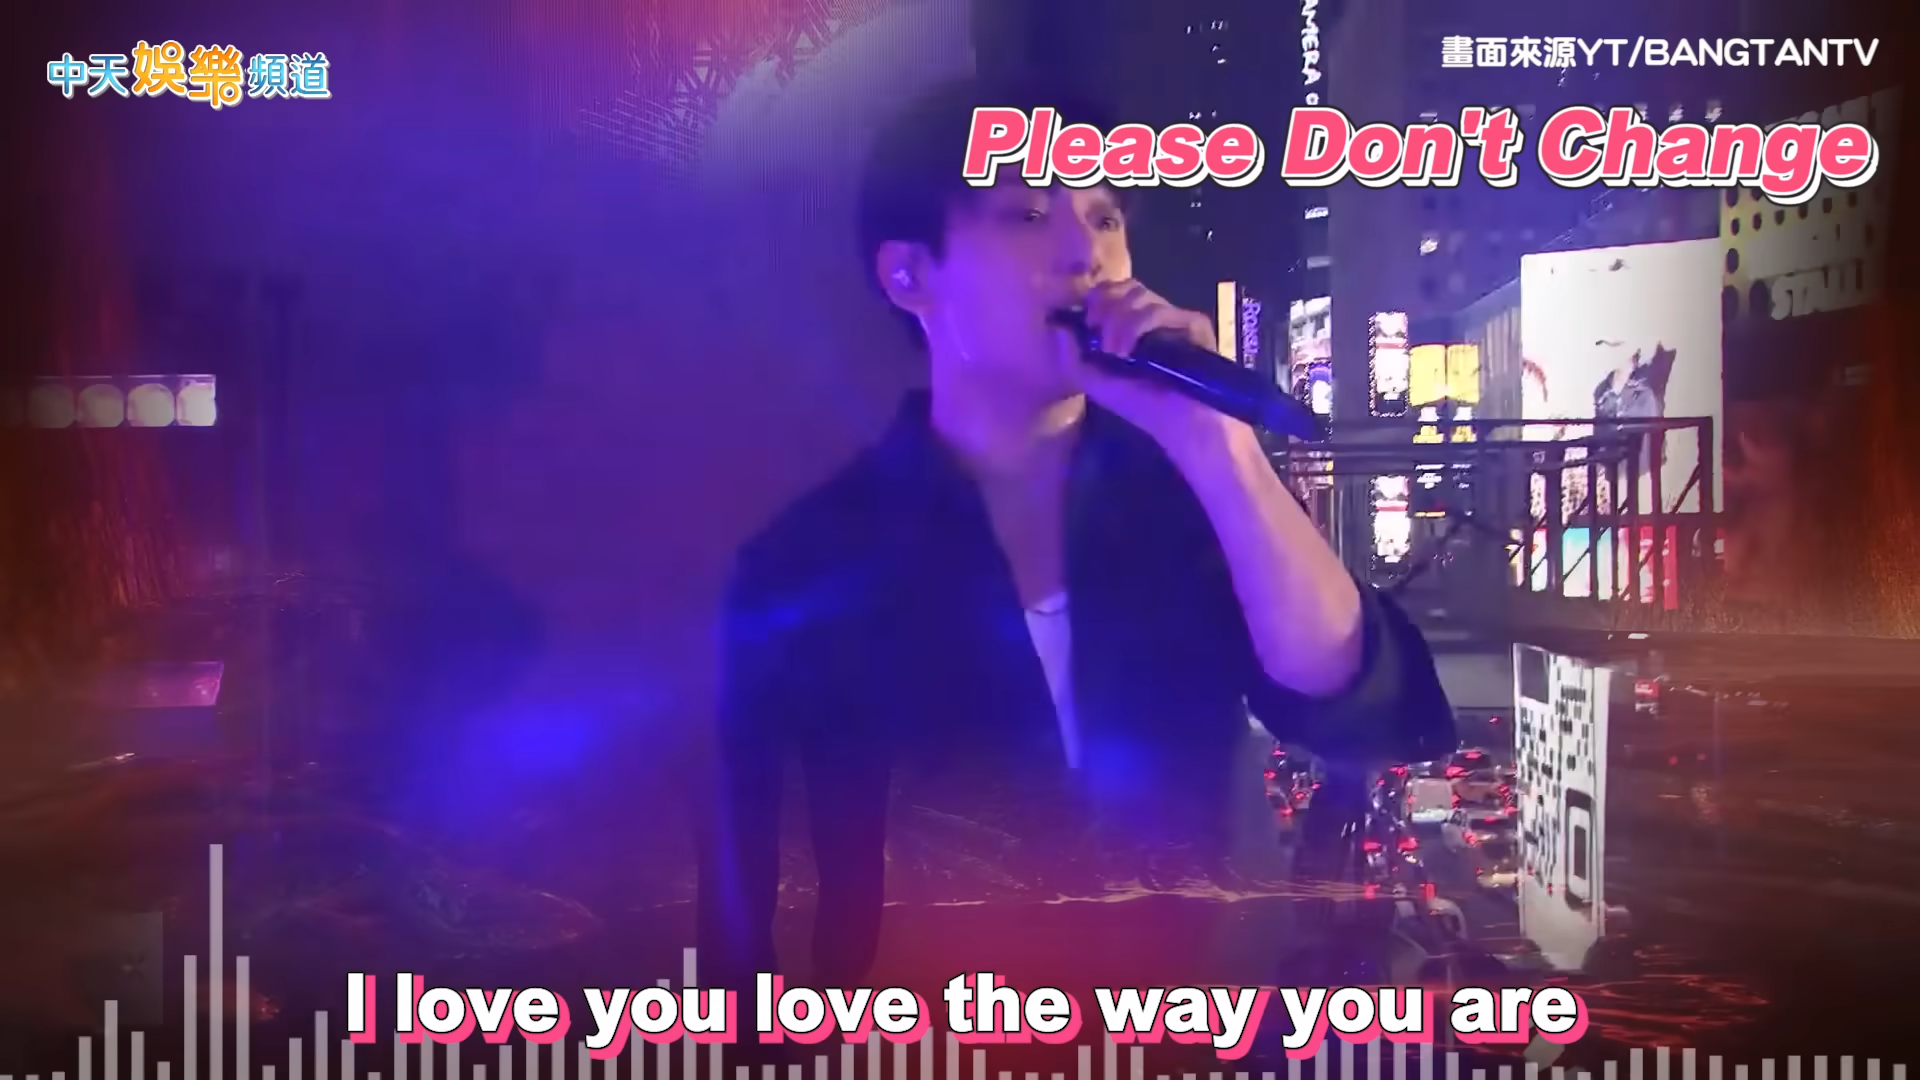 中天娛樂頻道
畫面來源YT/BANGTANTV
Please Don't Change
I love you love the way you are